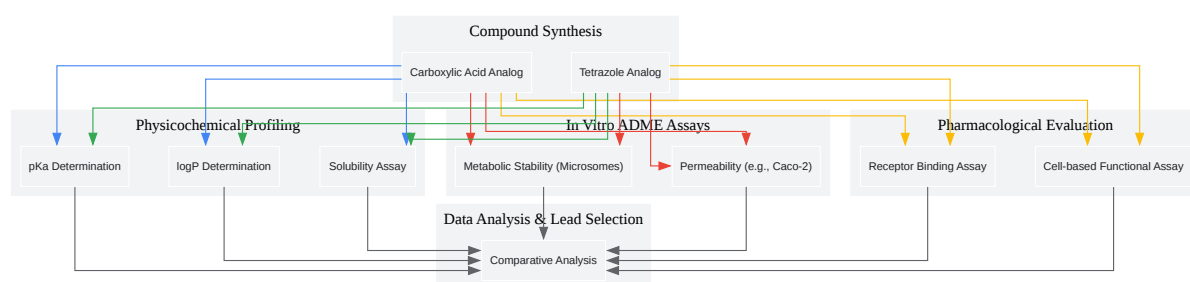 Compound Synthesis
Carboxylic Acid Analog
Tetrazole Analog
Physicochemical Profiling
In Vitro ADME Assays
Pharmacological Evaluation
pKa Determination
logP Determination
Solubility Assay
Metabolic Stability (Microsomes)
Permeability (e.g., Caco-2)
Receptor Binding Assay
Cell-based Functional Assay
Data Analysis & Lead Selection
Comparative Analysis